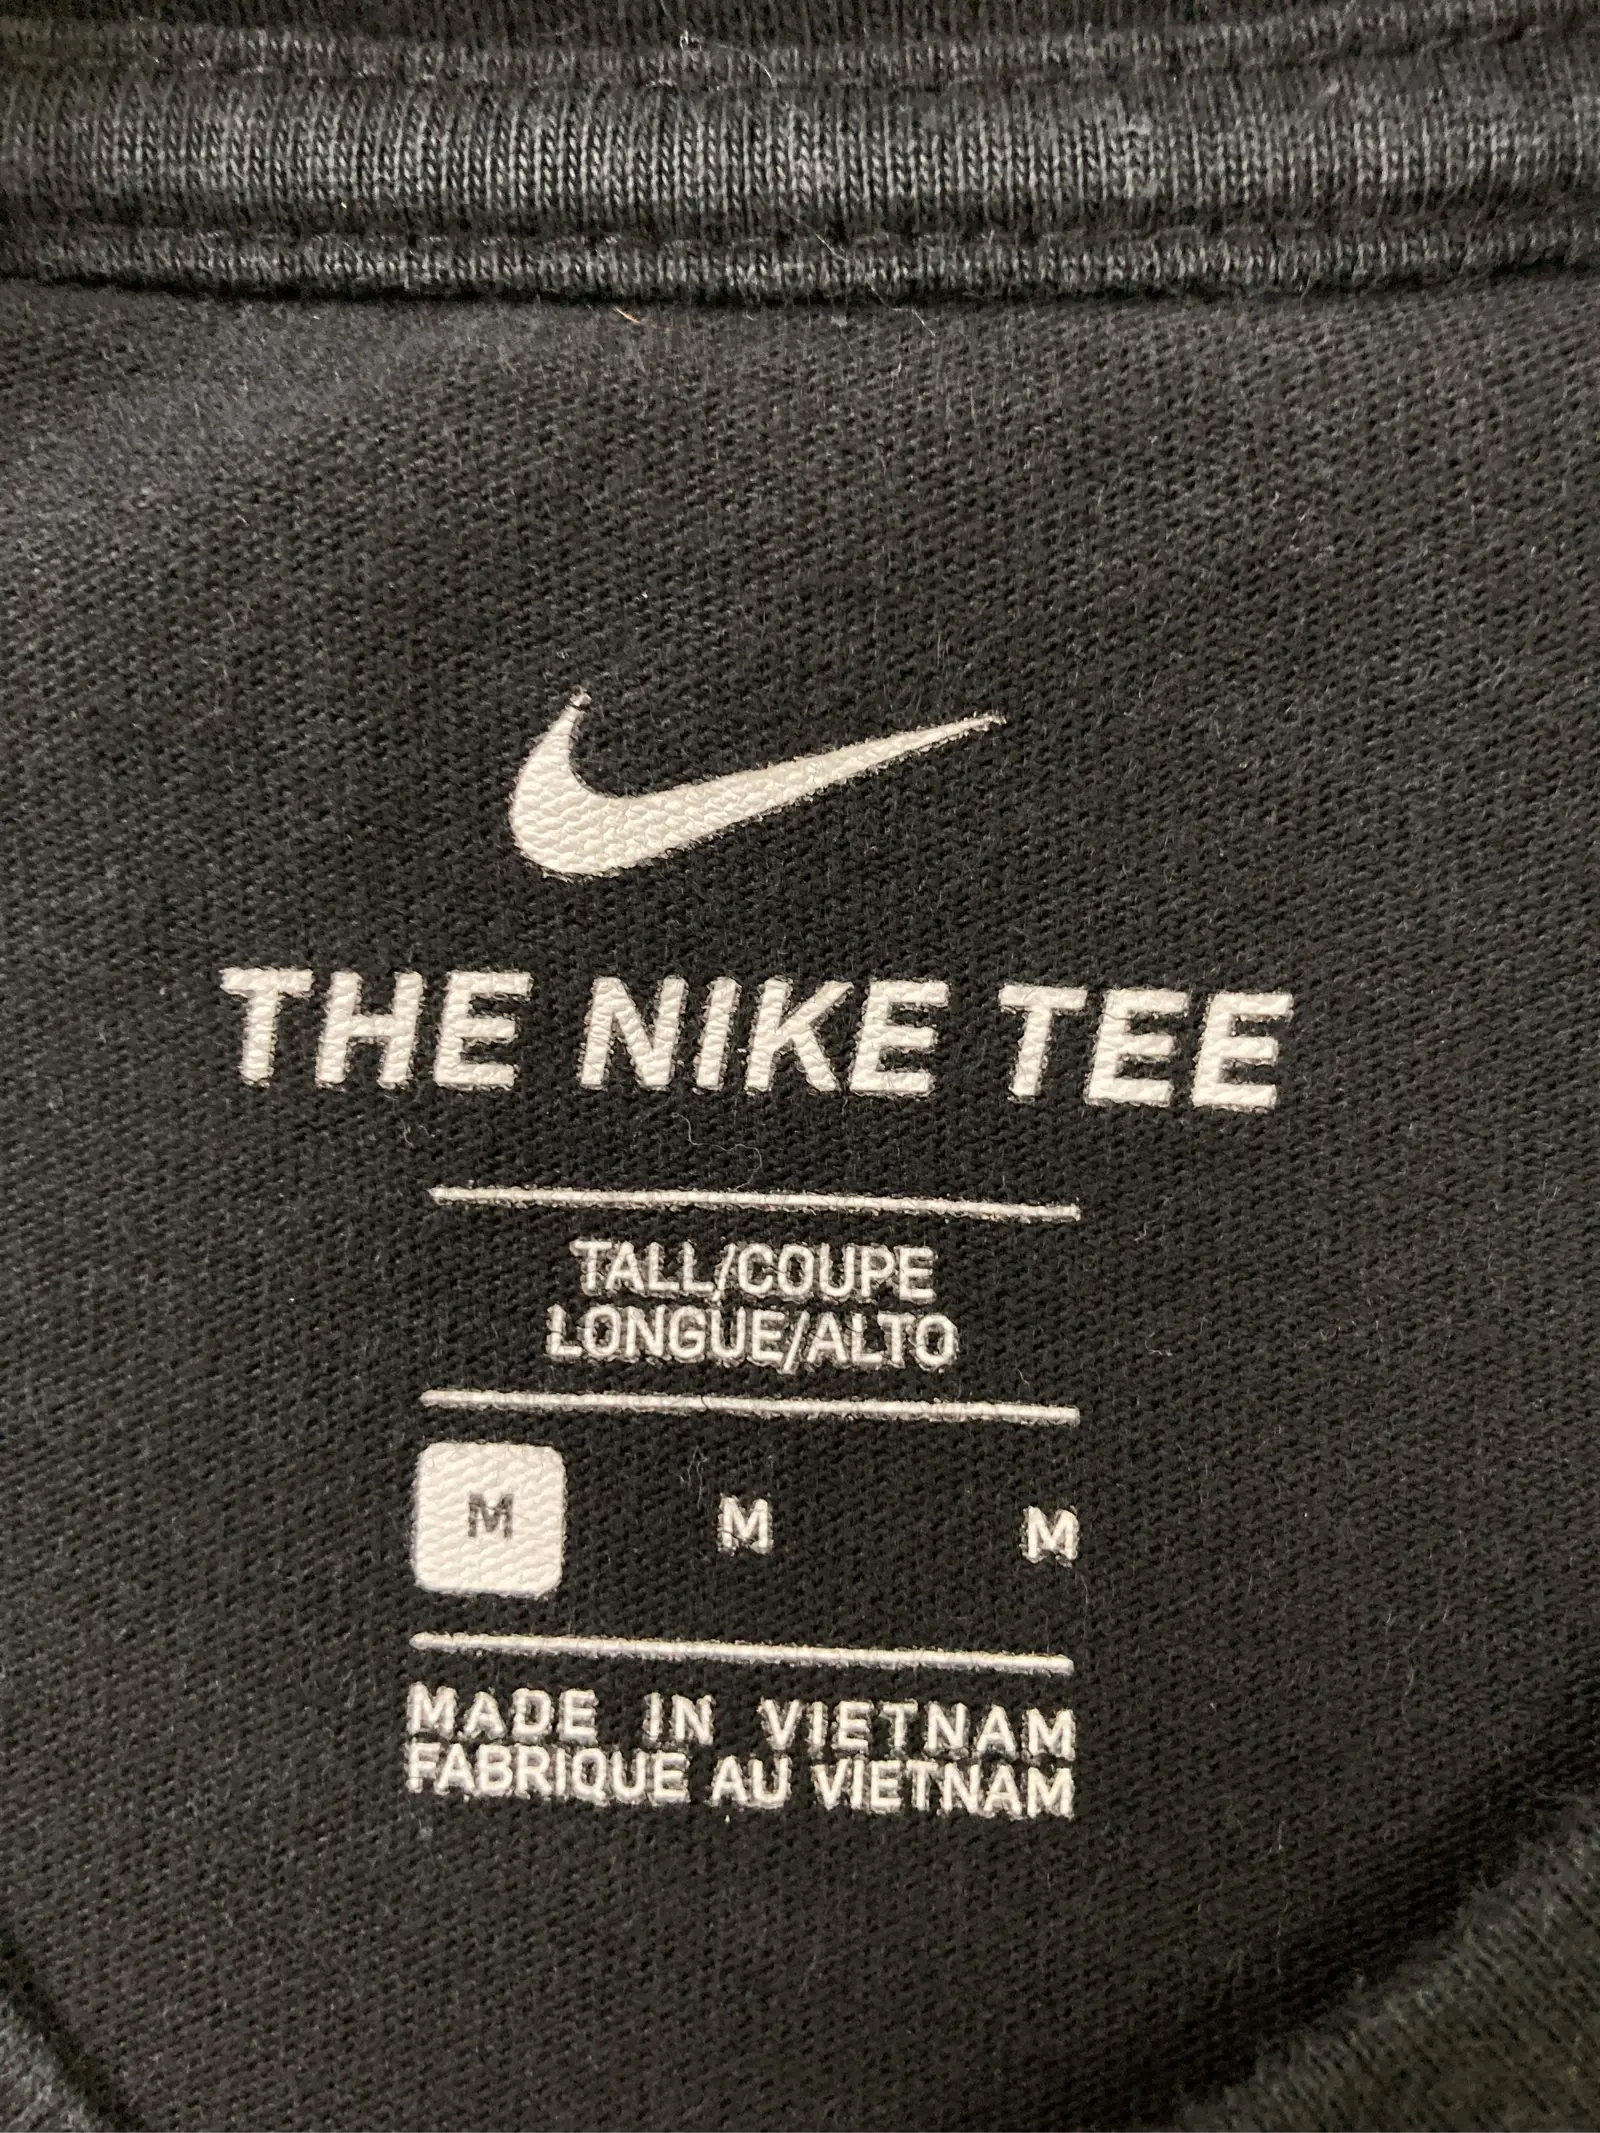 THE NIKE TEE
TALL/COUPE
LONGUE/ALTO
M M M
MADE IN VIETNAM
FABRIQUE AU VIETNAM